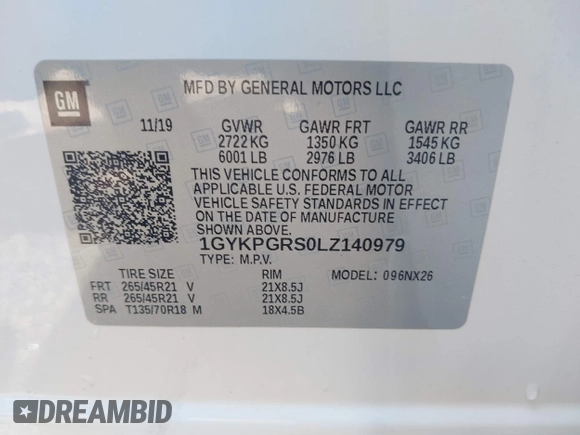 GM
MFD BY GENERAL MOTORS LLC
11/19 GVWR GAWR FRT GAWR RR
2722 KG 1350 KG 1545 KG
6001 LB 2976 LB 3406 LB
THIS VEHICLE CONFORMS TO ALL
APPLICABLE U.S. FEDERAL MOTOR
VEHICLE SAFETY STANDARDS IN EFFECT
ON THE DATE OF MANUFACTURE
SHOWN ABOVE.
1GYKPGRS0LZ140979
TYPE: M.P.V. MODEL: 096NX26
TIRE SIZE RIM
FRT 265/45R21 V 21X8.5J
RR 265/45R21 V 21X8.5J
SPA T135/70R18 M 18X4.5B
DREAMBID